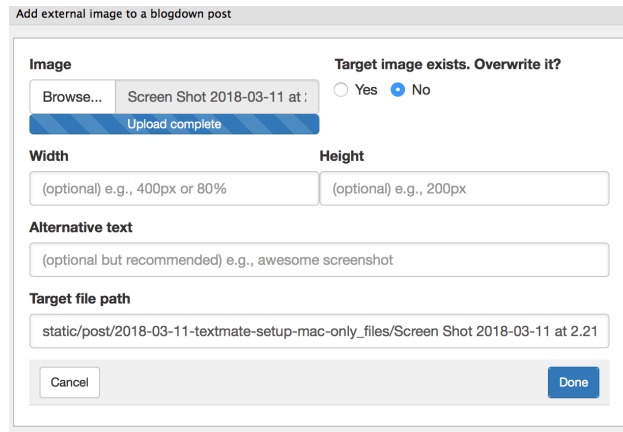 Add external image to a blogdown post
Image
Target image exists. Overwrite it?
Browse... Screen Shot 2018-03-11 at :
Yes No
Upload complete
Width Height
(optional) e.g., 400px or 80% (optional) e.g., 200px
Alternative text
(optional but recommended) e.g., awesome screenshot
Target file path
static/post/2018-03-11-textmate-setup-mac-only_files/Screen Shot 2018-03-11 at 2.21
Cancel Done